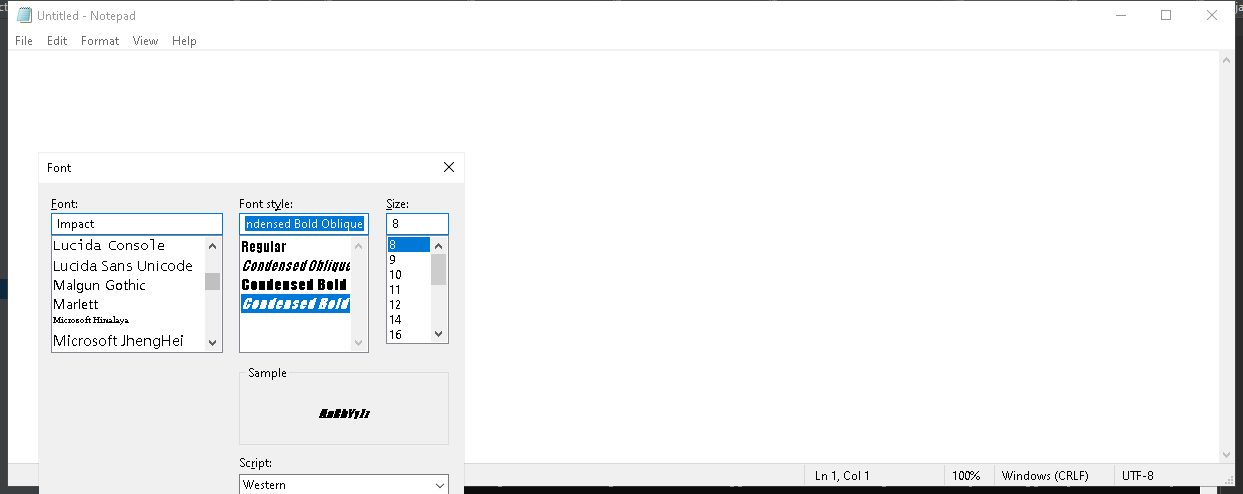 Untitled - Notepad
File Edit Format View Help
Font
Font: Font style: Size:
Impact ndensed Bold Oblique 8
Lucida Console
Lucida Sans Unicode
Malgun Gothic
Marlett
Microsoft Himalaya
Microsoft JhengHei
Regular
Condensed Oblique
Condensed Bold
Condensed Bold
8
9
10
11
12
14
16
Sample
AaBbYyZz
Script:
Western
Ln 1, Col 1 100% Windows (CRLF) UTF-8